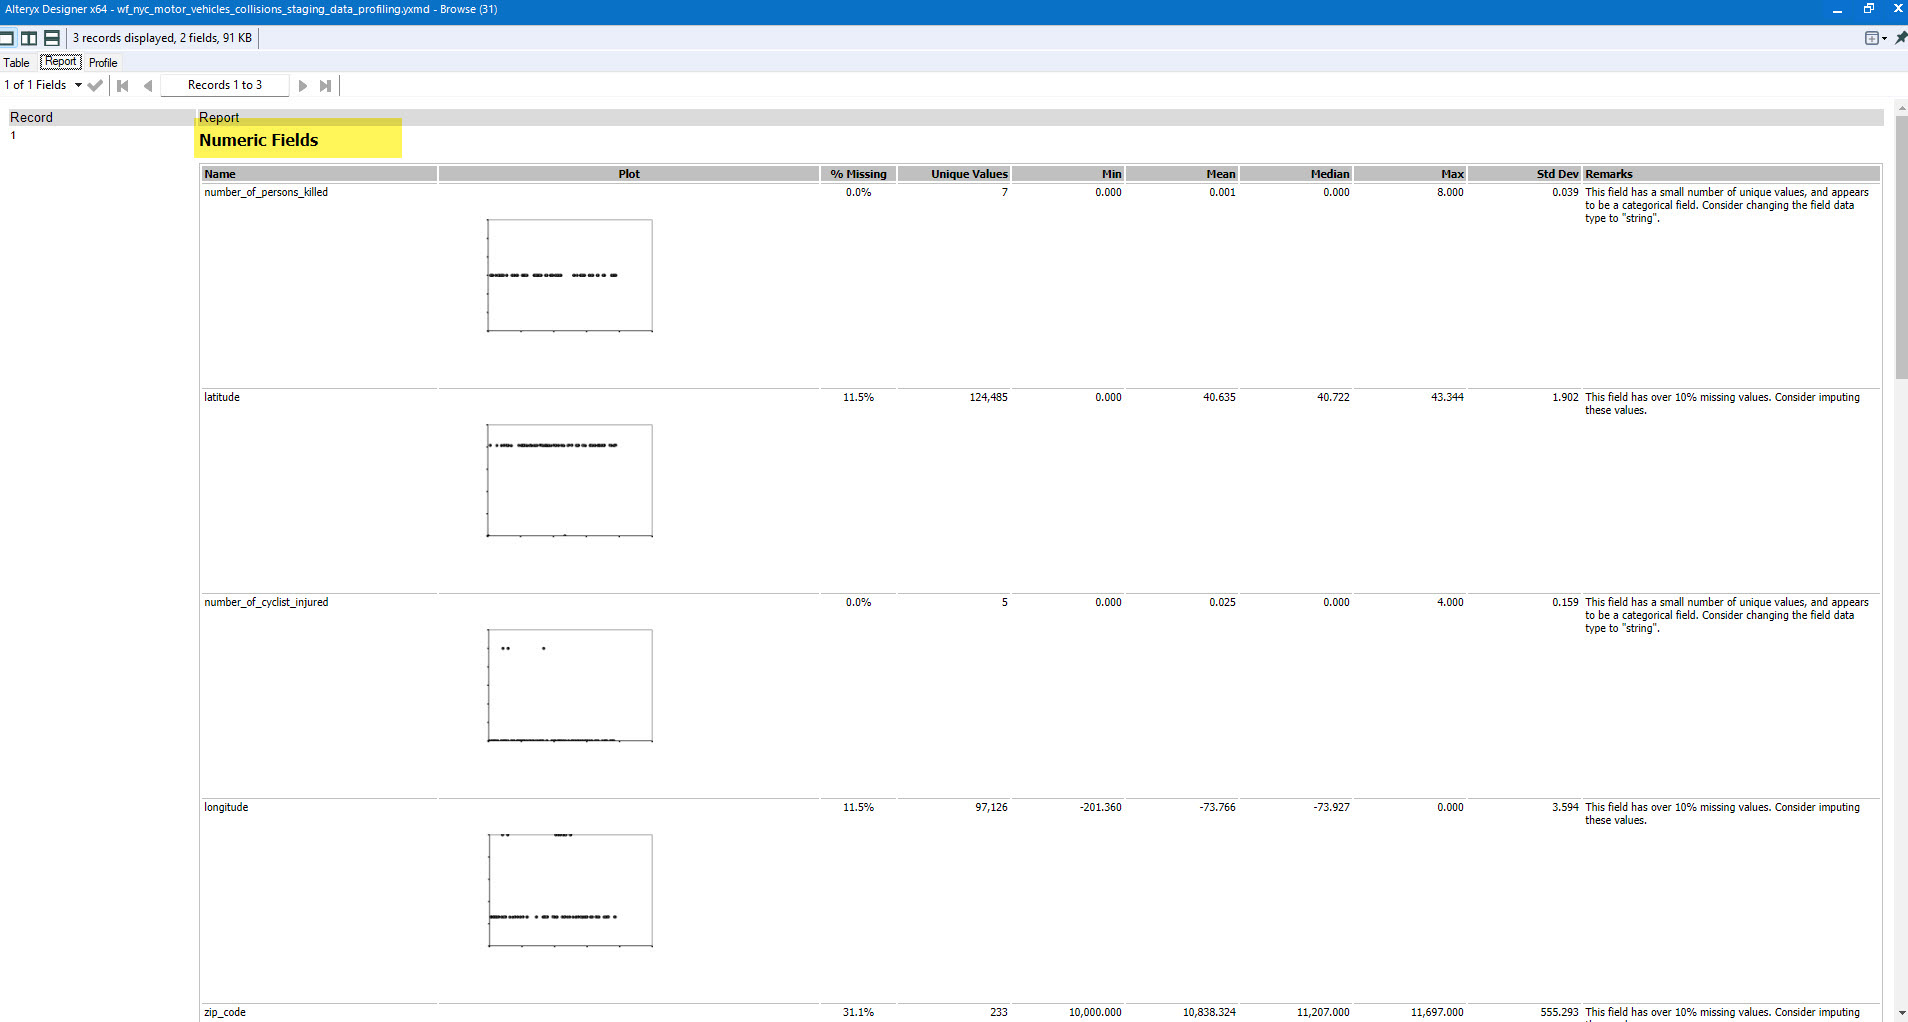 Alteryx Designer x64 - wf_nyc_motor_vehicles_collisions_staging_data_profiling.yxmd - Browse (31)
3 records displayed, 2 fields, 91 KB
Table Report Profile
1 of 1 Fields Records 1 to 3
Record Report
1
Numeric Fields
Name Plot % Missing Unique Values Min Mean Median Max Std Dev Remarks
number_of_persons_killed 0.0% 7 0.000 0.001 0.000 8.000 0.039 This field has a small number of unique values, and appears
to be a categorical field. Consider changing the field data
type to "string".
latitude 11.5% 124,485 0.000 40.635 40.722 43.344 1.902 This field has over 10% missing values. Consider imputing
these values.
number_of_cyclist_injured 0.0% 5 0.000 0.025 0.000 4.000 0.159 This field has a small number of unique values, and appears
to be a categorical field. Consider changing the field data
type to "string".
longitude 11.5% 97,126 -201.360 -73.766 -73.927 0.000 3.594 This field has over 10% missing values. Consider imputing
these values.
zip_code 31.1% 233 10,000.000 10,838.324 11,207.000 11,697.000 555.293 This field has over 10% missing values. Consider imputing